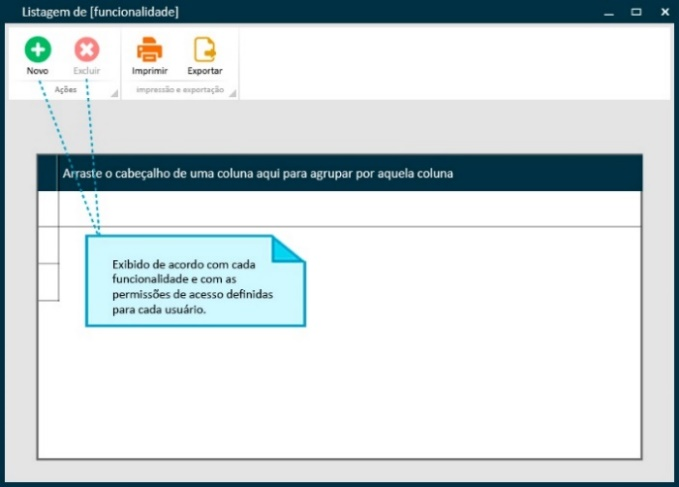 Listagem de [funcionalidade]
Novo Excluir Imprimir Exportar
Ações impressão e exportação
Arraste o cabeçalho de uma coluna aqui para agrupar por aquela coluna
Exibido de acordo com cada
funcionalidade e com as
permissões de acesso definidas
para cada usuário.